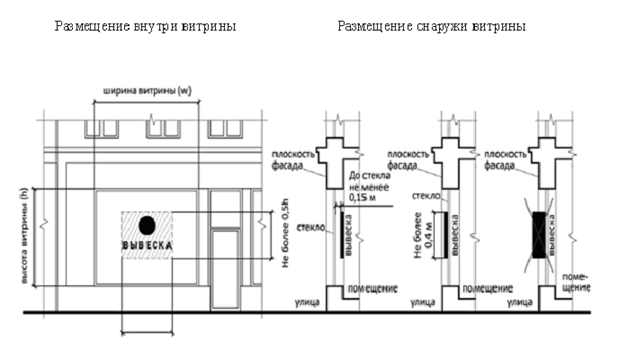 Размещение внутри витрины
Размещение снаружи витрины
ширина витрины (w)
высота витрины (h)
ВЫВЕСКА
Не более 0,5h
плоскость
фасада
До стекла
не менее
0,15 м
стекло
вывеска
улица
помещение
плоскость
фасада
стекло
Не более
0,4 м
вывеска
улица
помещение
плоскость
фасада
вывеска
улица
поме-
щение